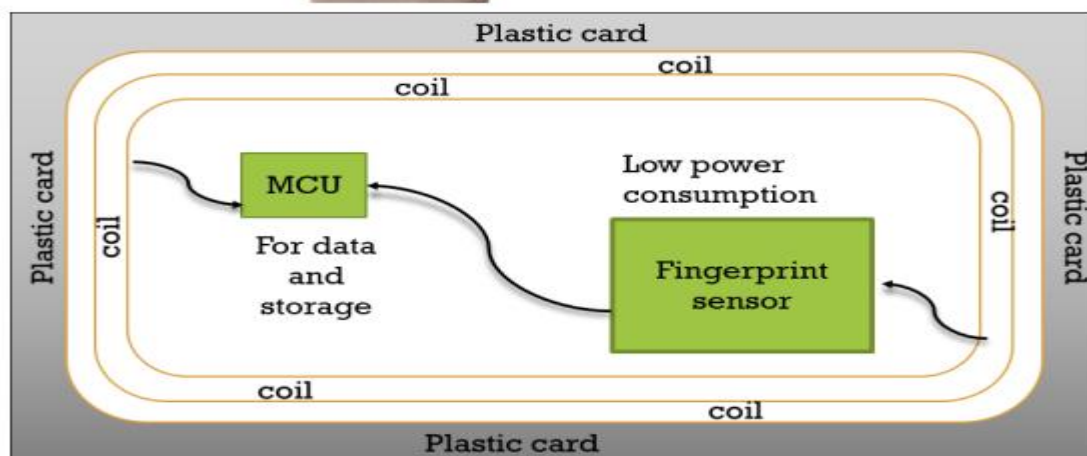 Plastic card
coil
coil
Plastic card
coil
MCU
For data
and
storage
Low power
consumption
Fingerprint
sensor
coil
Plastic card
coil
coil
Plastic card